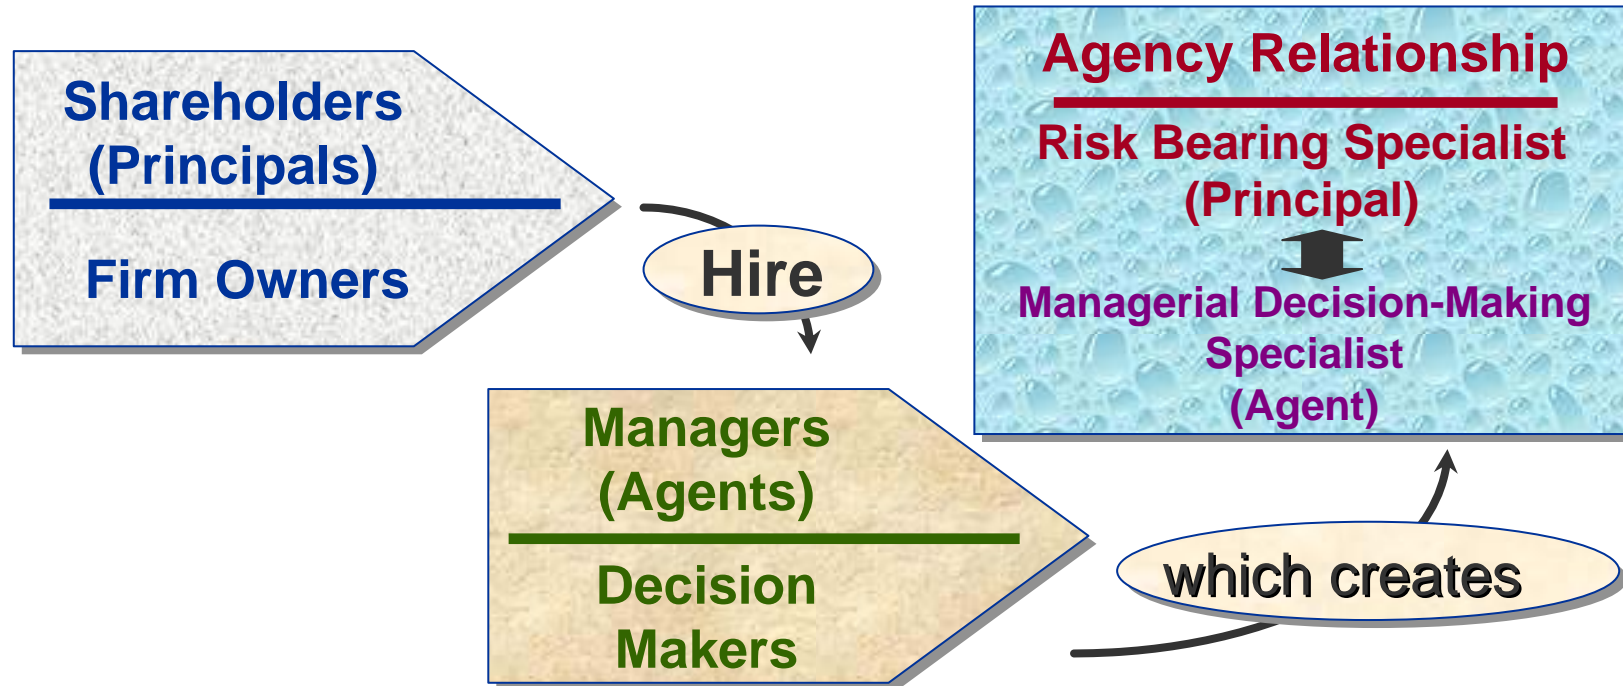 Shareholders
(Principals)
Firm Owners
Hire
Managers
(Agents)
Decision
Makers
which creates
Agency Relationship
Risk Bearing Specialist
(Principal)
Managerial Decision-Making
Specialist
(Agent)